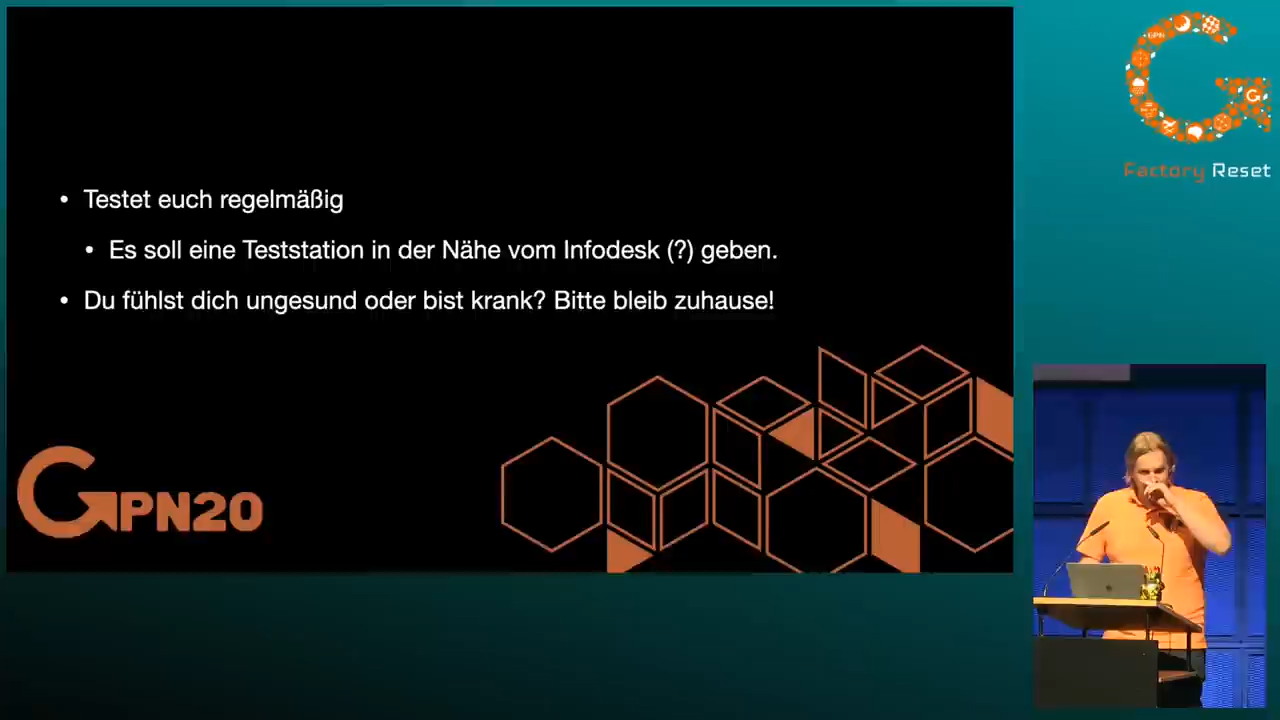 Testet euch regelmäßig
Es soll eine Teststation in der Nähe vom Infodesk (?) geben.
Du fühlst dich ungesund oder bist krank? Bitte bleib zuhause!
GPN20
Factory Reset